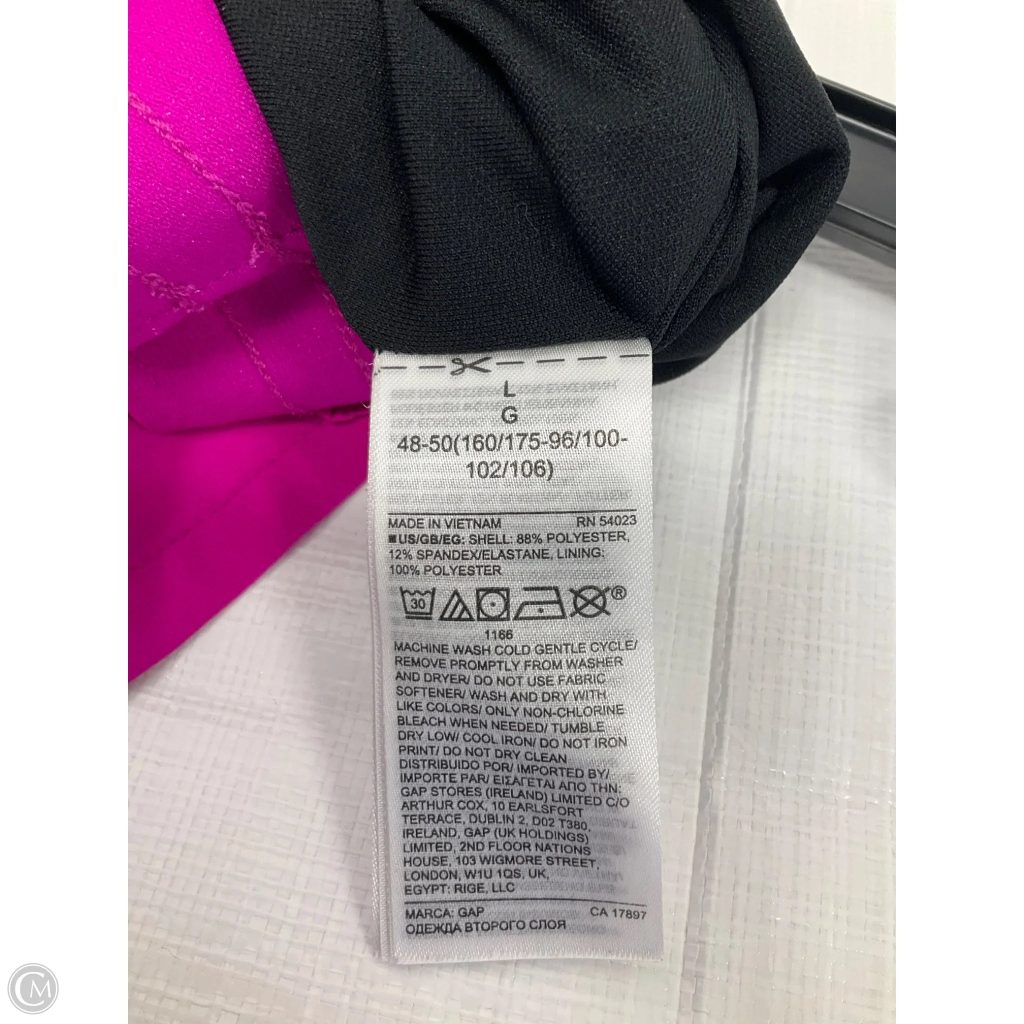 L
G
48-50(160/175-96/100-
102/106)
MADE IN VIETNAM RN 54023
■US/GB/EG: SHELL: 88% POLYESTER,
12% SPANDEX/ELASTANE, LINING:
100% POLYESTER
30 ®
1166
MACHINE WASH COLD GENTLE CYCLE/
REMOVE PROMPTLY FROM WASHER
AND DRYER/ DO NOT USE FABRIC
SOFTENER/ WASH AND DRY WITH
LIKE COLORS/ ONLY NON-CHLORINE
BLEACH WHEN NEEDED/ TUMBLE
DRY LOW/ COOL IRON/ DO NOT IRON
PRINT/ DO NOT DRY CLEAN
DISTRIBUIDO POR/ IMPORTED BY/
IMPORTE PAR/ ΕΙΣΑΓΕΤΑΙ ΑΠΟ ΤΗΝ:
GAP STORES (IRELAND) LIMITED C/O
ARTHUR COX, 10 EARLSFORT
TERRACE, DUBLIN 2, D02 T380,
IRELAND, GAP (UK HOLDINGS)
LIMITED, 2ND FLOOR NATIONS
HOUSE, 103 WIGMORE STREET,
LONDON, W1U 1QS, UK,
EGYPT: RIGE, LLC
MARCA: GAP CA 17897
ОДЕЖДА ВТОРОГО СЛОЯ
CM